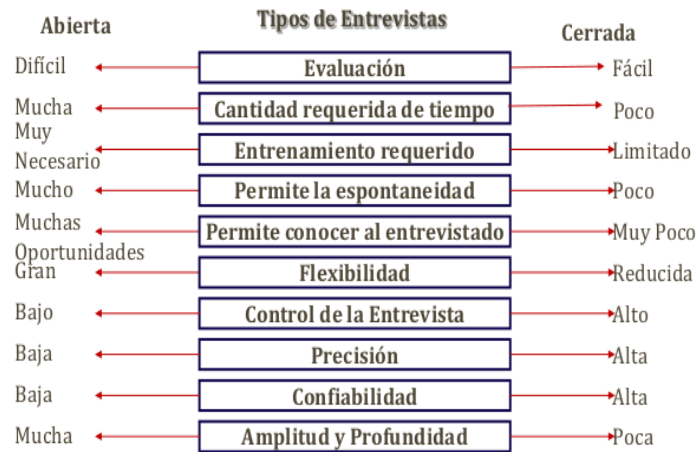 Tipos de Entrevistas
Abierta
Cerrada
Difícil Evaluación Fácil
Mucha Cantidad requerida de tiempo Poco
Muy
Necesario Entrenamiento requerido Limitado
Mucho Permite la espontaneidad Poco
Muchas
Oportunidades Permite conocer al entrevistado Muy Poco
Gran Flexibilidad Reducida
Bajo Control de la Entrevista Alto
Baja Precisión Alta
Baja Confiabilidad Alta
Mucha Amplitud y Profundidad Poca